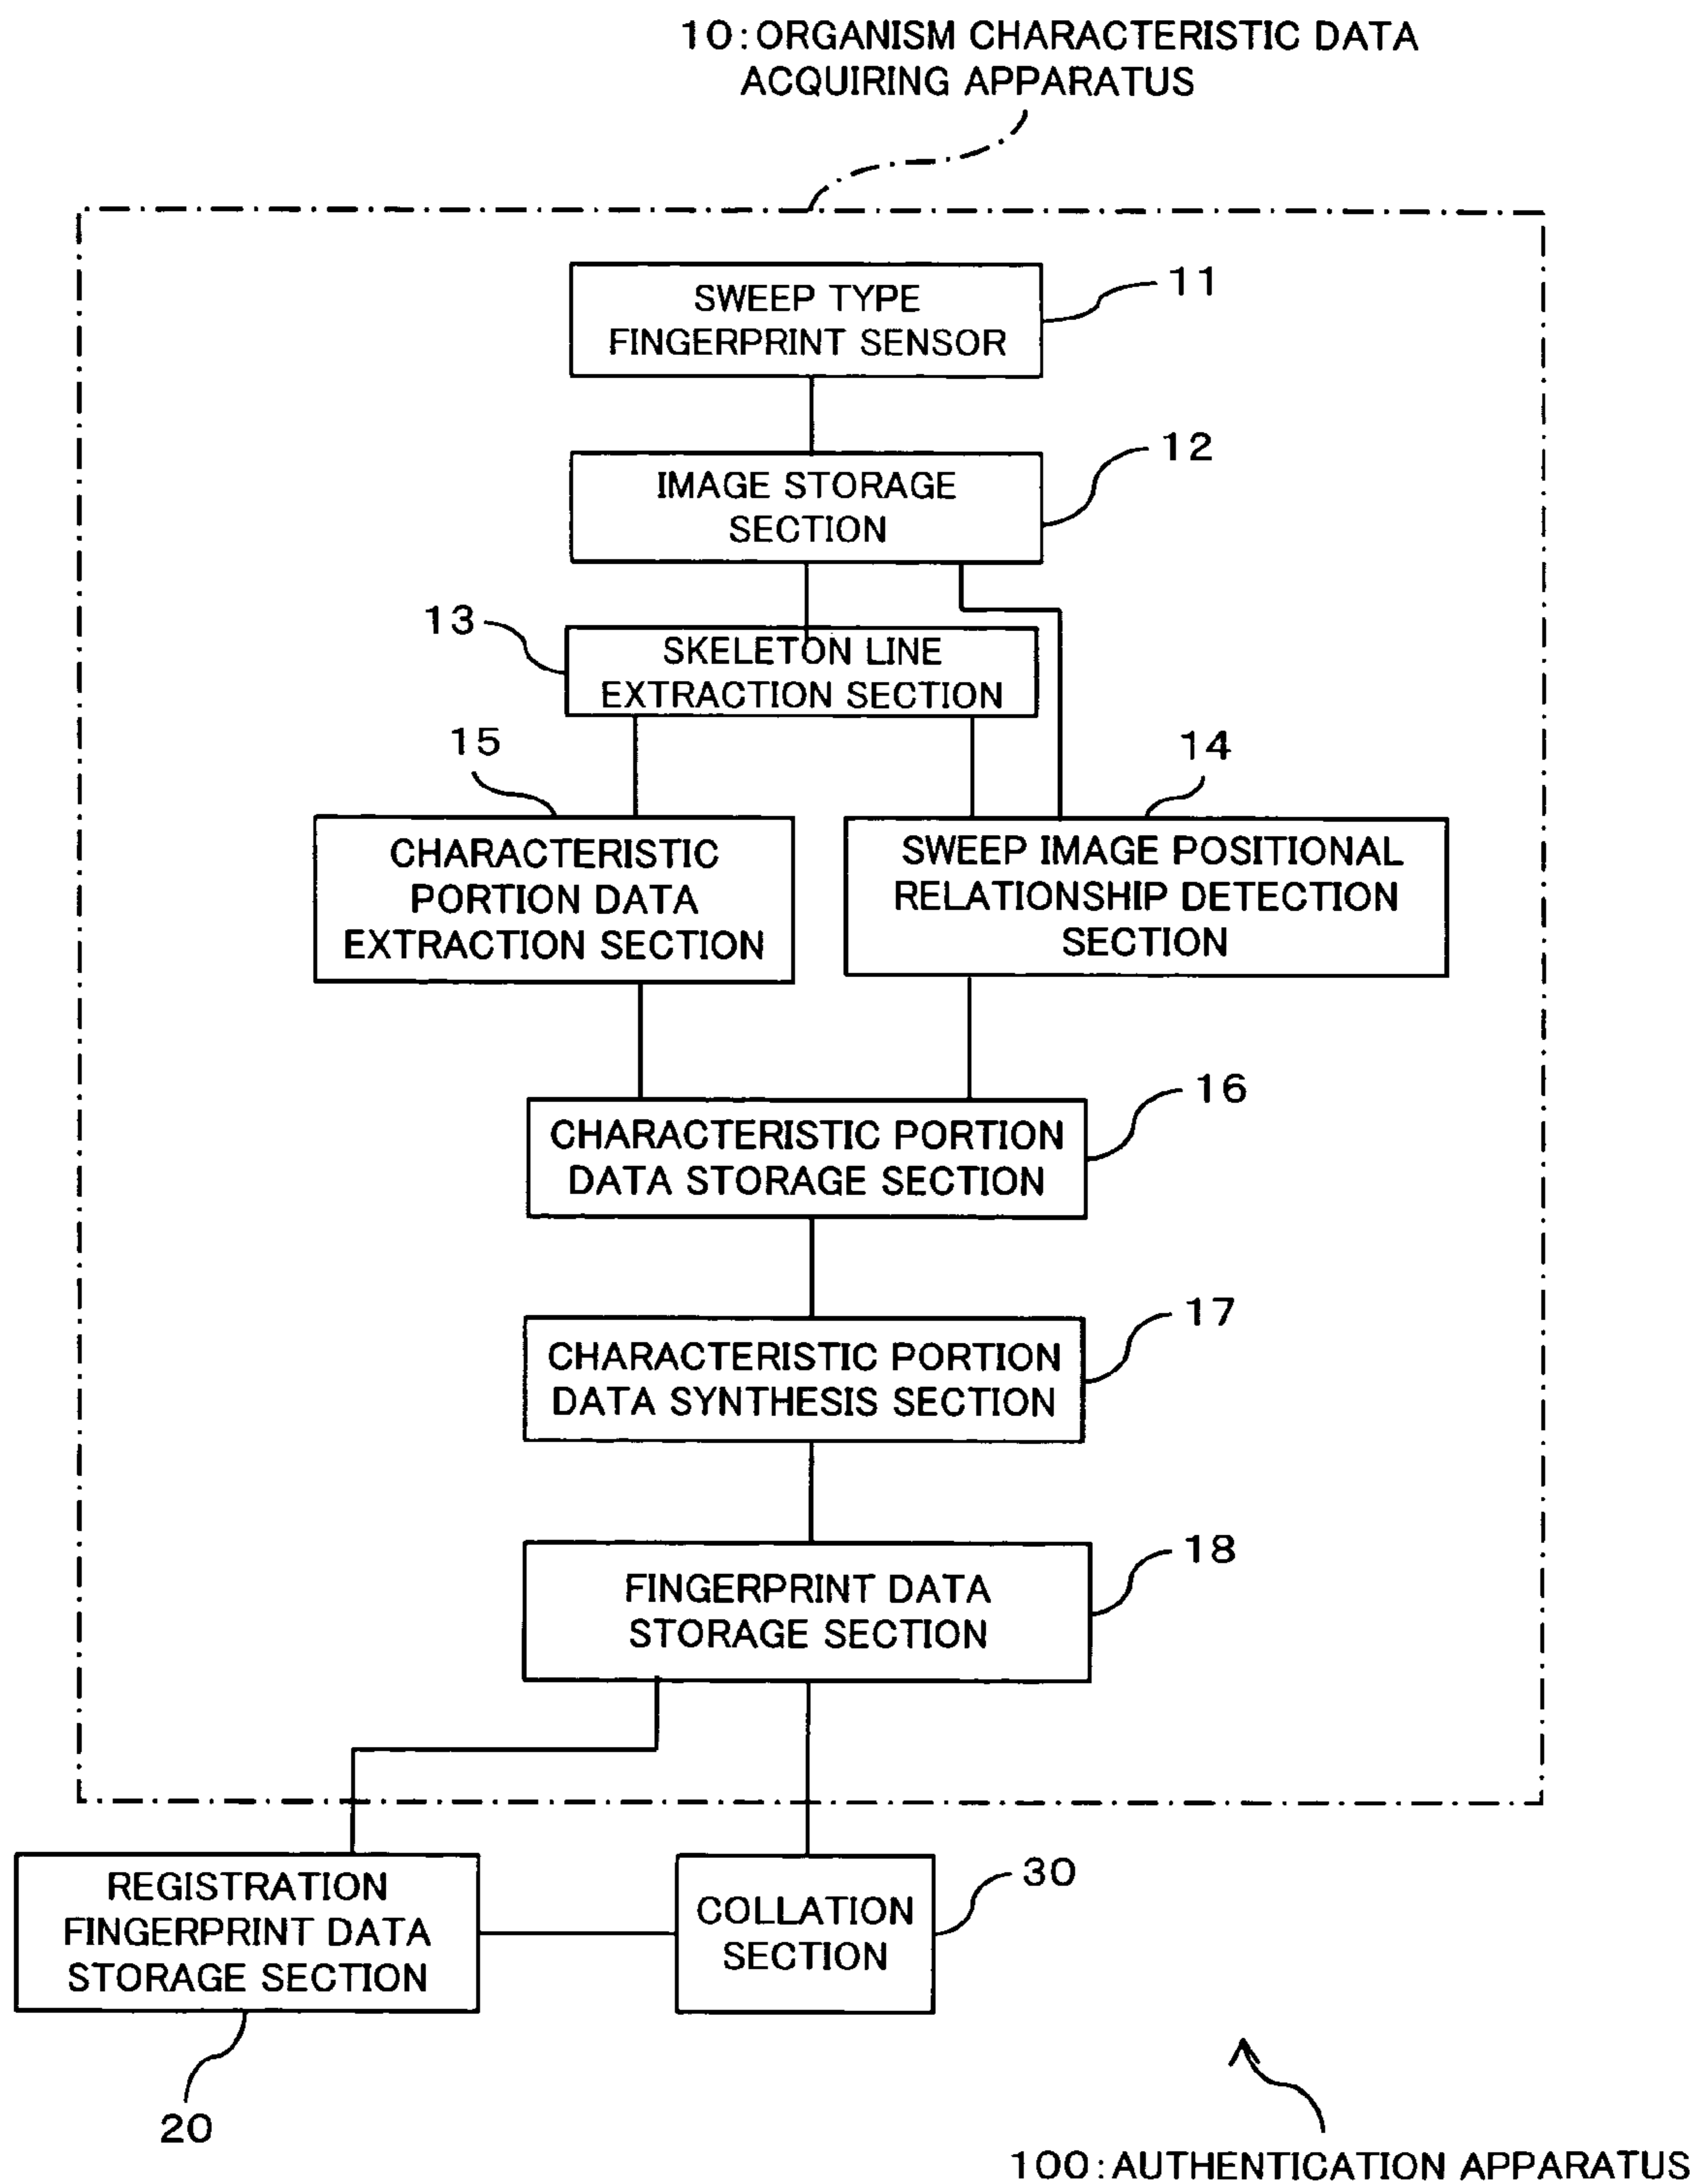 10:ORGANISM CHARACTERISTIC DATA
ACQUIRING APPARATUS
SWEEP TYPE
FINGERPRINT SENSOR
11
IMAGE STORAGE
SECTION
12
13
SKELETON LINE
EXTRACTION SECTION
15
14
CHARACTERISTIC
PORTION DATA
EXTRACTION SECTION
SWEEP IMAGE POSITIONAL
RELATIONSHIP DETECTION
SECTION
16
CHARACTERISTIC PORTION
DATA STORAGE SECTION
17
CHARACTERISTIC PORTION
DATA SYNTHESIS SECTION
18
FINGERPRINT DATA
STORAGE SECTION
REGISTRATION
FINGERPRINT DATA
STORAGE SECTION
COLLATION
SECTION
30
20
100:AUTHENTICATION APPARATUS